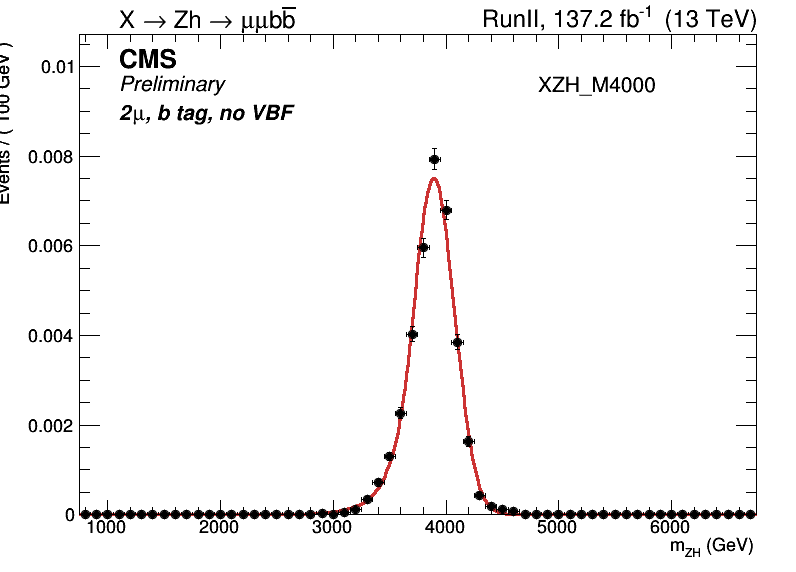 X → Zh → μμbb̅
RunII, 137.2 fb⁻¹ (13 TeV)
CMS
Preliminary
2μ, b tag, no VBF
XZH_M4000
Events / ( 100 GeV )
0.01
0.008
0.006
0.004
0.002
0
1000 2000 3000 4000 5000 6000
m_ZH (GeV)